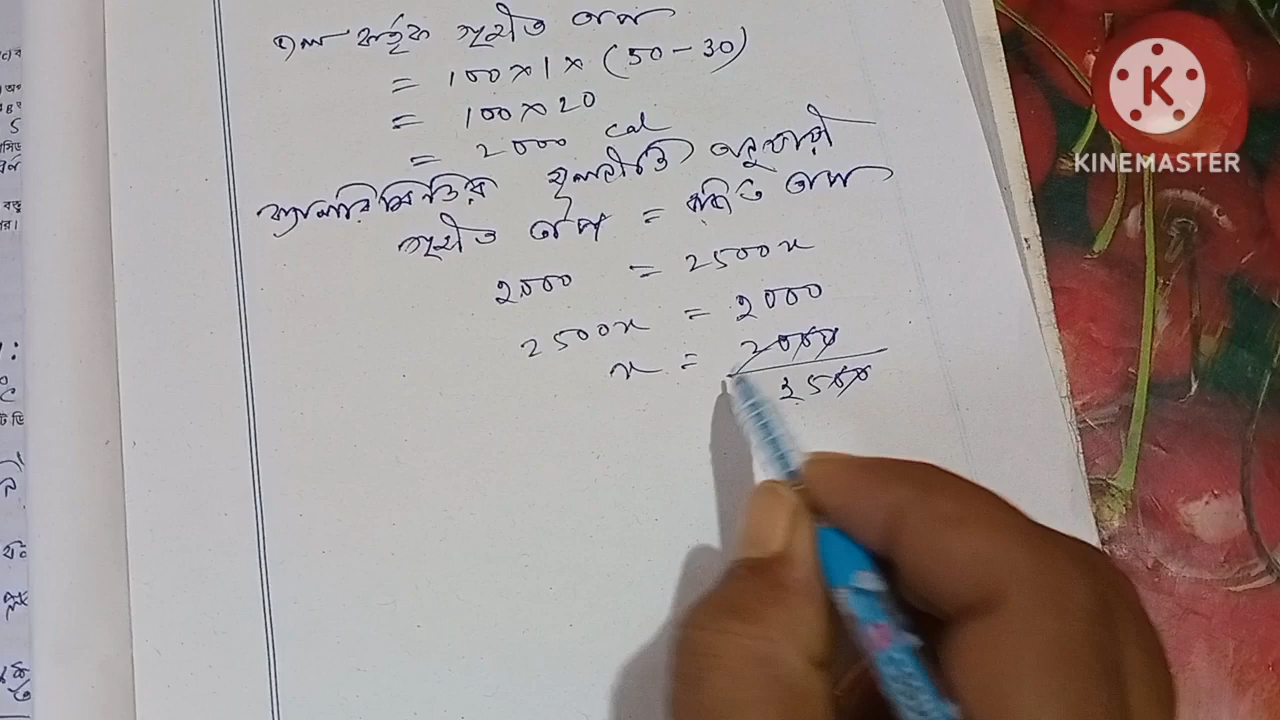 জল কর্তৃক গৃহীত তাপ
= 100 × 1 × (50 - 30)
= 100 × 20
= 2000 cal
ক্যালরিমিতির মূলনীতি অনুযায়ী
গৃহীত তাপ = বর্জিত তাপ
2000 = 2500x
2500x = 2000
x = 2000
2500
K
KINEMASTER